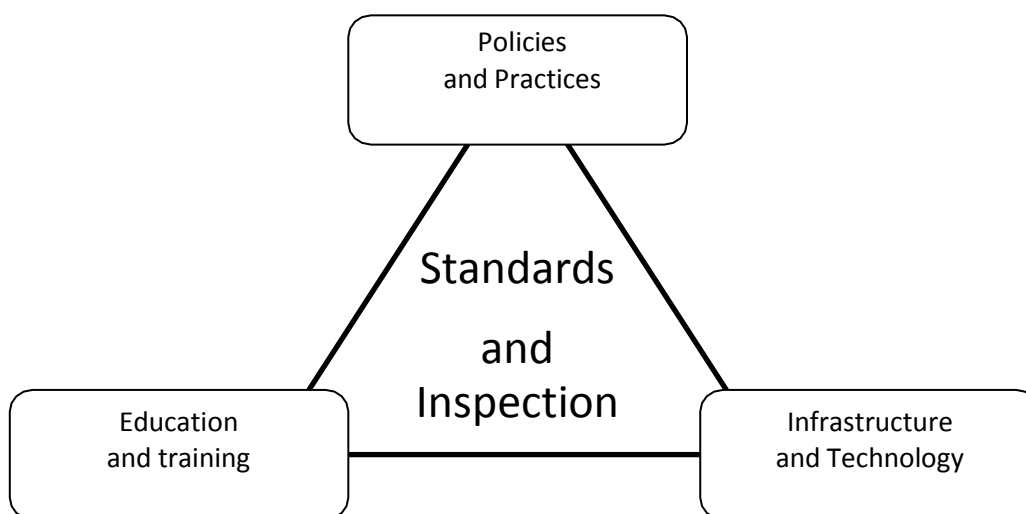 Policies
and Practices
Standards
and
Inspection
Education
and training
Infrastructure
and Technology